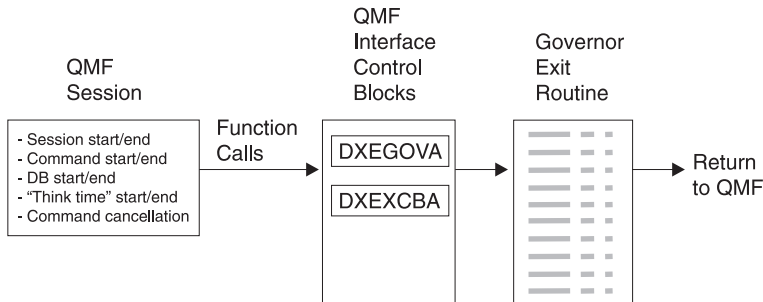 QMF
Session
- Session start/end
- Command start/end
- DB start/end
- “Think time” start/end
- Command cancellation
Function
Calls
QMF
Interface
Control
Blocks
DXEGOVA
DXEXCBA
Governor
Exit
Routine
Return
to QMF